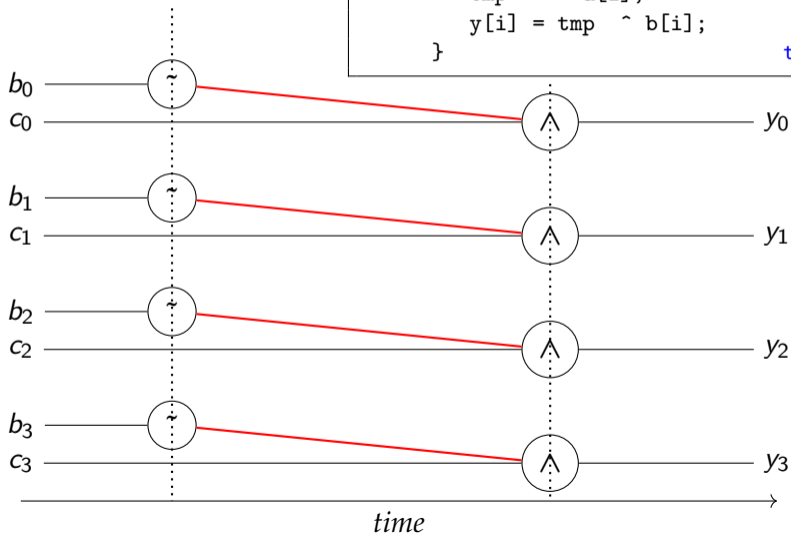 y[i] = tmp ^ b[i];
} t
b0 ~
c0 ^ y0
b1 ~
c1 ^ y1
b2 ~
c2 ^ y2
b3 ~
c3 ^ y3
time